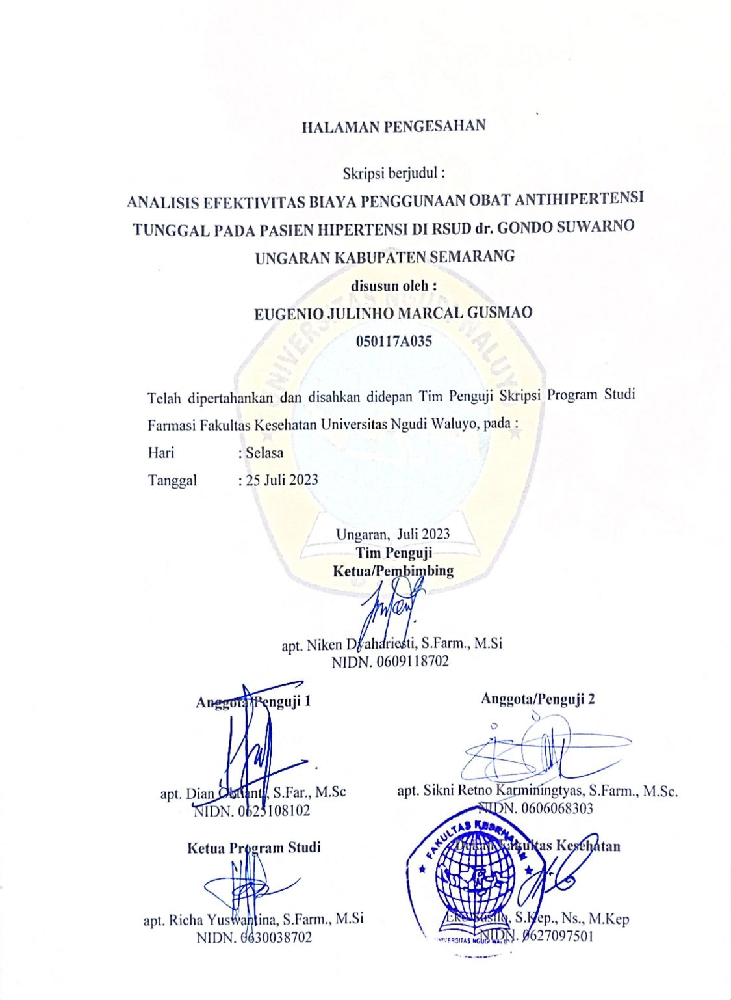 HALAMAN PENGESAHAN
Skripsi berjudul :
ANALISIS EFEKTIVITAS BIAYA PENGGUNAAN OBAT ANTIHIPERTENSI
TUNGGAL PADA PASIEN HIPERTENSI DI RSUD dr. GONDO SUWARNO
UNGARAN KABUPATEN SEMARANG
disusun oleh :
EUGENIO JULINHO MARCAL GUSMAO
050117A035
UNIVERSITAS NGUDI WALUYO
Telah dipertahankan dan disahkan didepan Tim Penguji Skripsi Program Studi
Farmasi Fakultas Kesehatan Universitas Ngudi Waluyo, pada :
Hari : Selasa
Tanggal : 25 Juli 2023
Ungaran, Juli 2023
Tim Penguji
Ketua/Pembimbing
apt. Niken Dyahariesti, S.Farm., M.Si
NIDN. 0609118702
Anggota/Penguji 1
apt. Dian Oktianti, S.Far., M.Sc
NIDN. 0625108102
Anggota/Penguji 2
apt. Sikni Retno Karminingtyas, S.Farm., M.Sc.
NIDN. 0606068303
Ketua Program Studi
apt. Richa Yuswantina, S.Farm., M.Si
NIDN. 0630038702
Dekan Fakultas Kesehatan
FAKULTAS KESEHATAN
Eko Susilo, S.Kep., Ns., M.Kep
NIDN. 0627097501
UNIVERSITAS NGUDI WALUYO